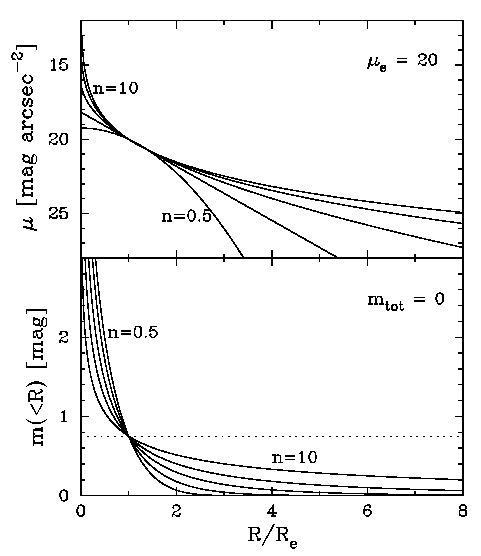 μ [mag arcsec⁻²]
15
20
25
n=10
μₑ = 20
n=0.5
m(<R) [mag]
2
1
0
n=0.5
m_tot = 0
n=10
0 2 4 6 8
R/Rₑ